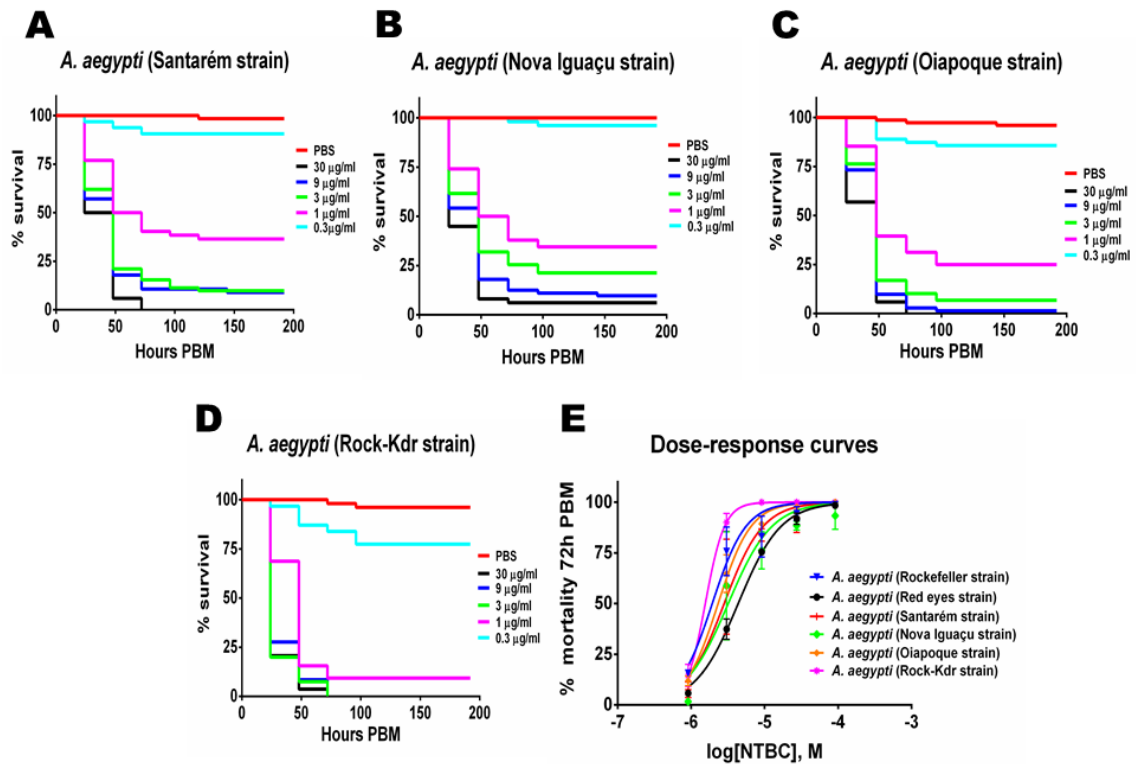 A
A. aegypti (Santarém strain)
% survival
100
75
50
25
0
0 50 100 150 200
Hours PBM
PBS
30 µg/ml
9 µg/ml
3 µg/ml
1 µg/ml
0.3µg/ml
B
A. aegypti (Nova Iguaçu strain)
% survival
100
75
50
25
0
0 50 100 150 200
Hours PBM
PBS
30 µg/ml
9 µg/ml
3 µg/ml
1 µg/ml
0.3 µg/ml
C
A. aegypti (Oiapoque strain)
% survival
100
75
50
25
0
0 50 100 150 200
Hours PBM
PBS
30 µg/ml
9 µg/ml
3 µg/ml
1 µg/ml
0.3 µg/ml
D
A. aegypti (Rock-Kdr strain)
% survival
100
75
50
25
0
0 50 100 150 200
Hours PBM
PBS
30 µg/ml
9 µg/ml
3 µg/ml
1 µg/ml
0.3 µg/ml
E
Dose-response curves
% mortality 72h PBM
100
75
50
25
0
-7 -6 -5 -4 -3
log[NTBC], M
A. aegypti (Rockefeller strain)
A. aegypti (Red eyes strain)
A. aegypti (Santarém strain)
A. aegypti (Nova Iguaçu strain)
A. aegypti (Oiapoque strain)
A. aegypti (Rock-Kdr strain)